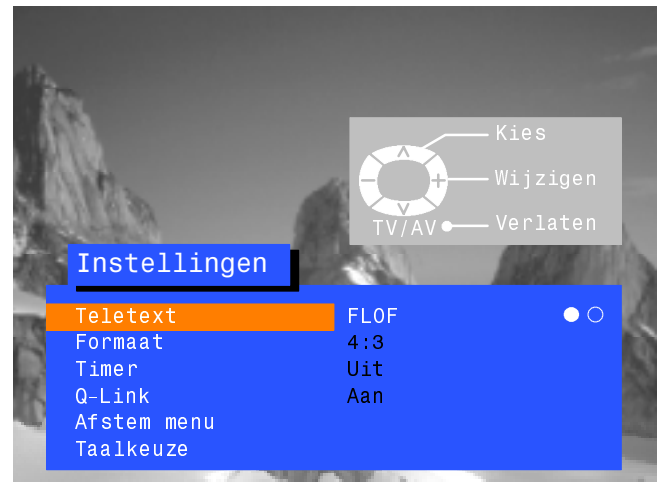 Kies
Wijzigen
TV/AV Verlaten
Instellingen
Teletext FLOF
Formaat 4:3
Timer Uit
Q-Link Aan
Afstem menu
Taalkeuze